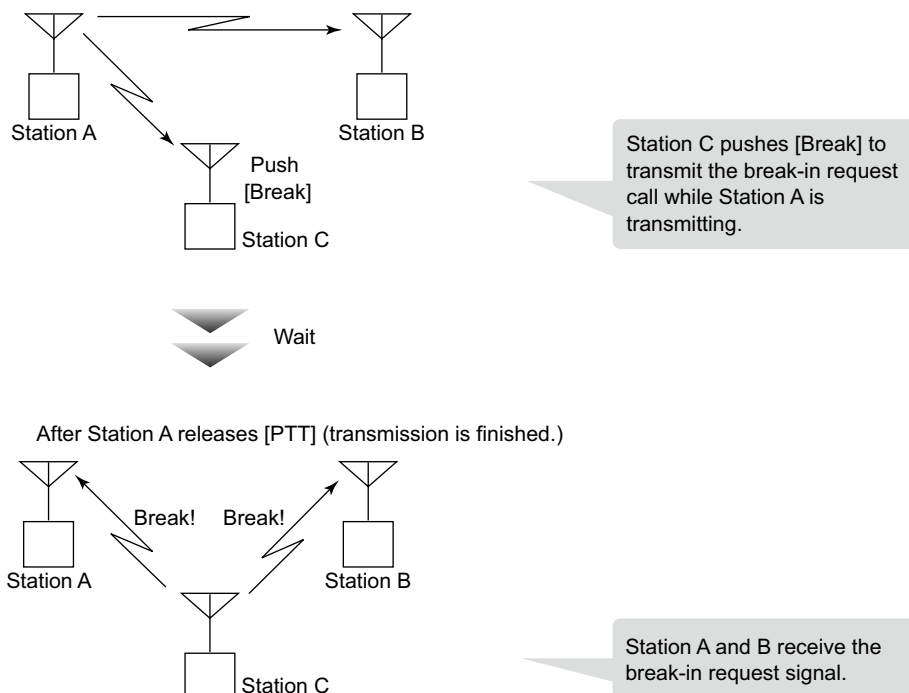 Station A
Station B
Push
[Break]
Station C
Station C pushes [Break] to
transmit the break-in request
call while Station A is
transmitting.
Wait
After Station A releases [PTT] (transmission is finished.)
Break!
Break!
Station A
Station B
Station C
Station A and B receive the
break-in request signal.